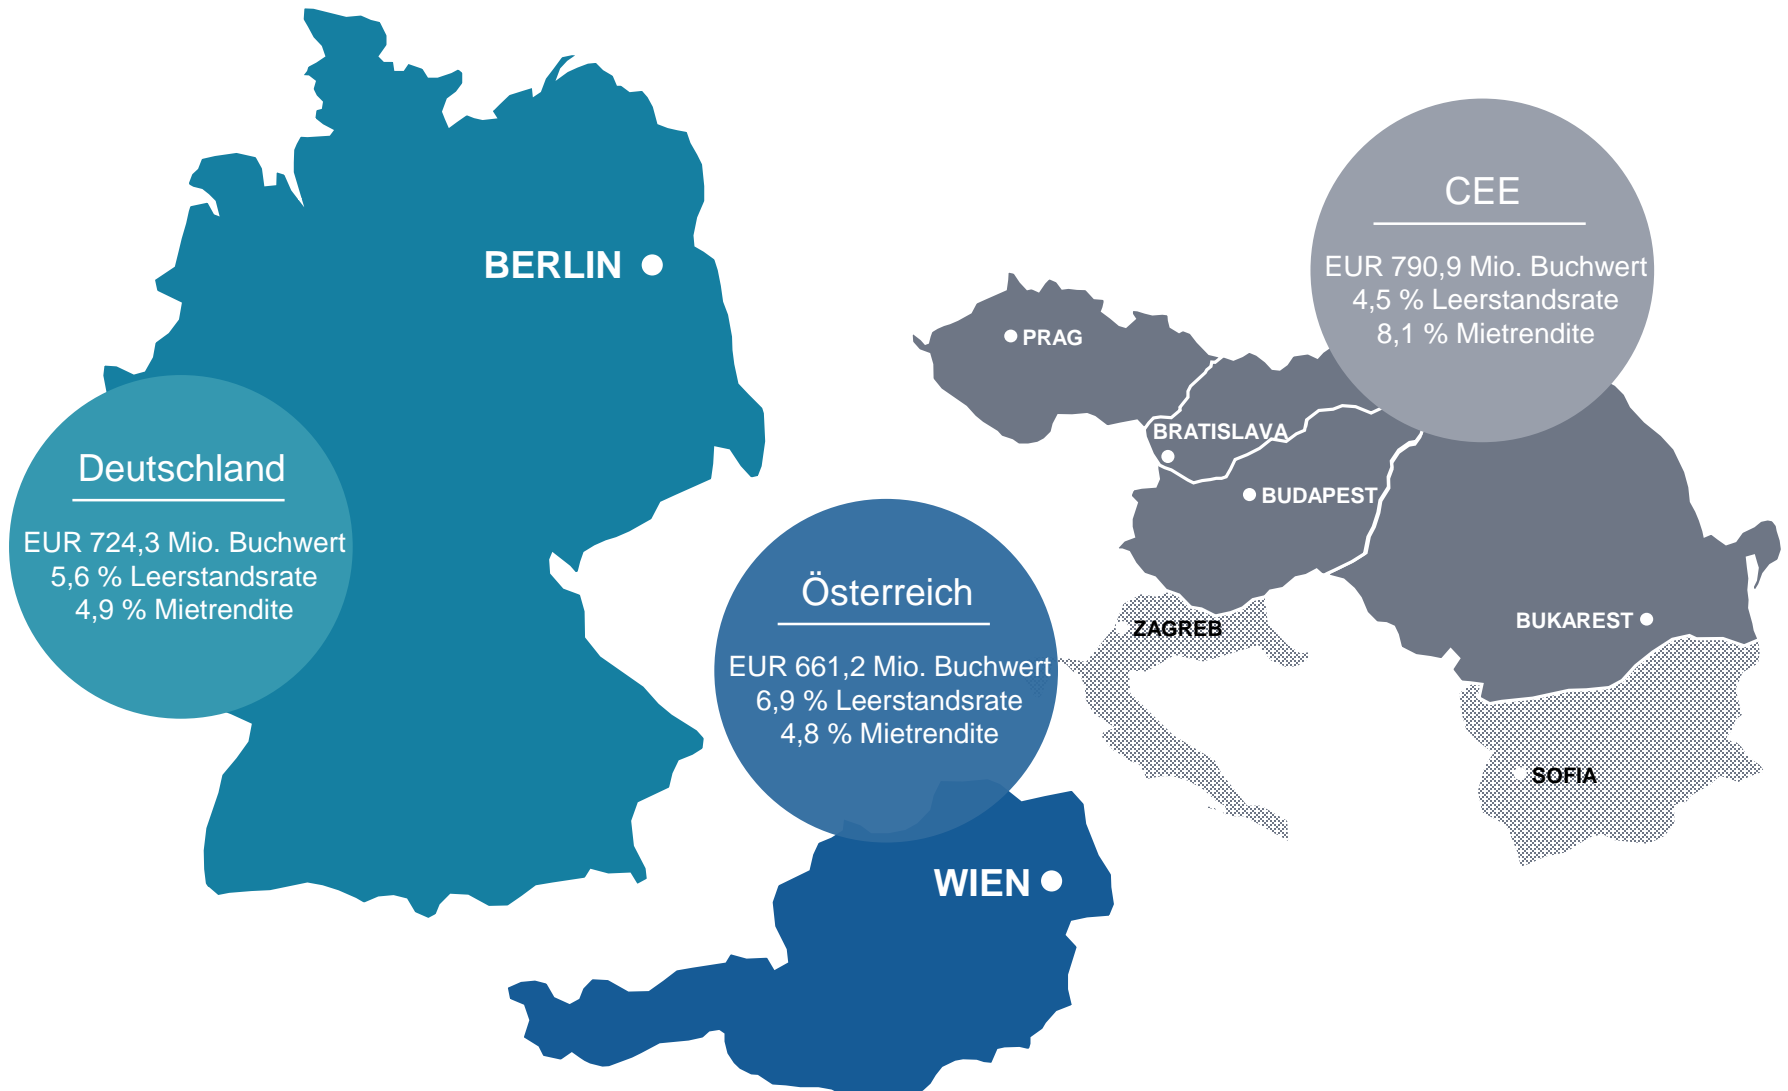 BERLIN
Deutschland
EUR 724,3 Mio. Buchwert
5,6 % Leerstandsrate
4,9 % Mietrendite
Österreich
EUR 661,2 Mio. Buchwert
6,9 % Leerstandsrate
4,8 % Mietrendite
WIEN
CEE
EUR 790,9 Mio. Buchwert
4,5 % Leerstandsrate
8,1 % Mietrendite
PRAG
BRATISLAVA
BUDAPEST
BUKAREST
ZAGREB
SOFIA